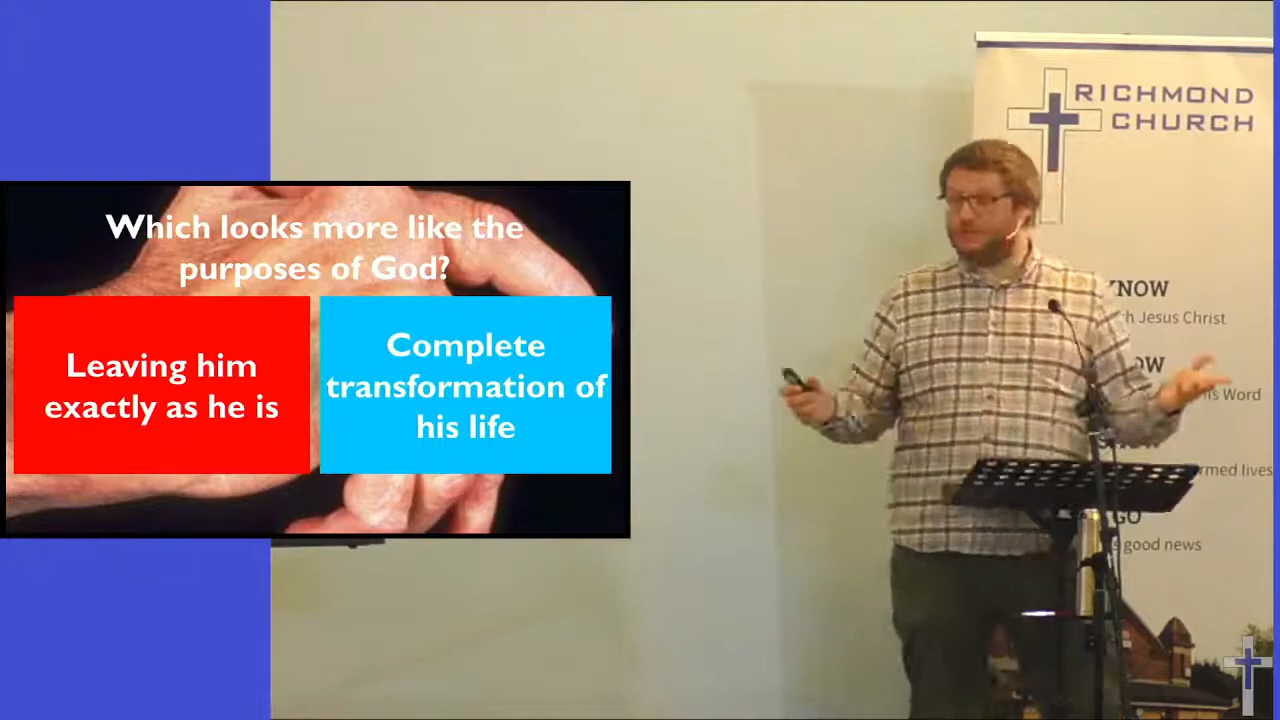 Which looks more like the
purposes of God?
Leaving him
exactly as he is
Complete
transformation of
his life
RICHMOND
CHURCH
KNOW
Jesus Christ
Word
lives
GO
good news